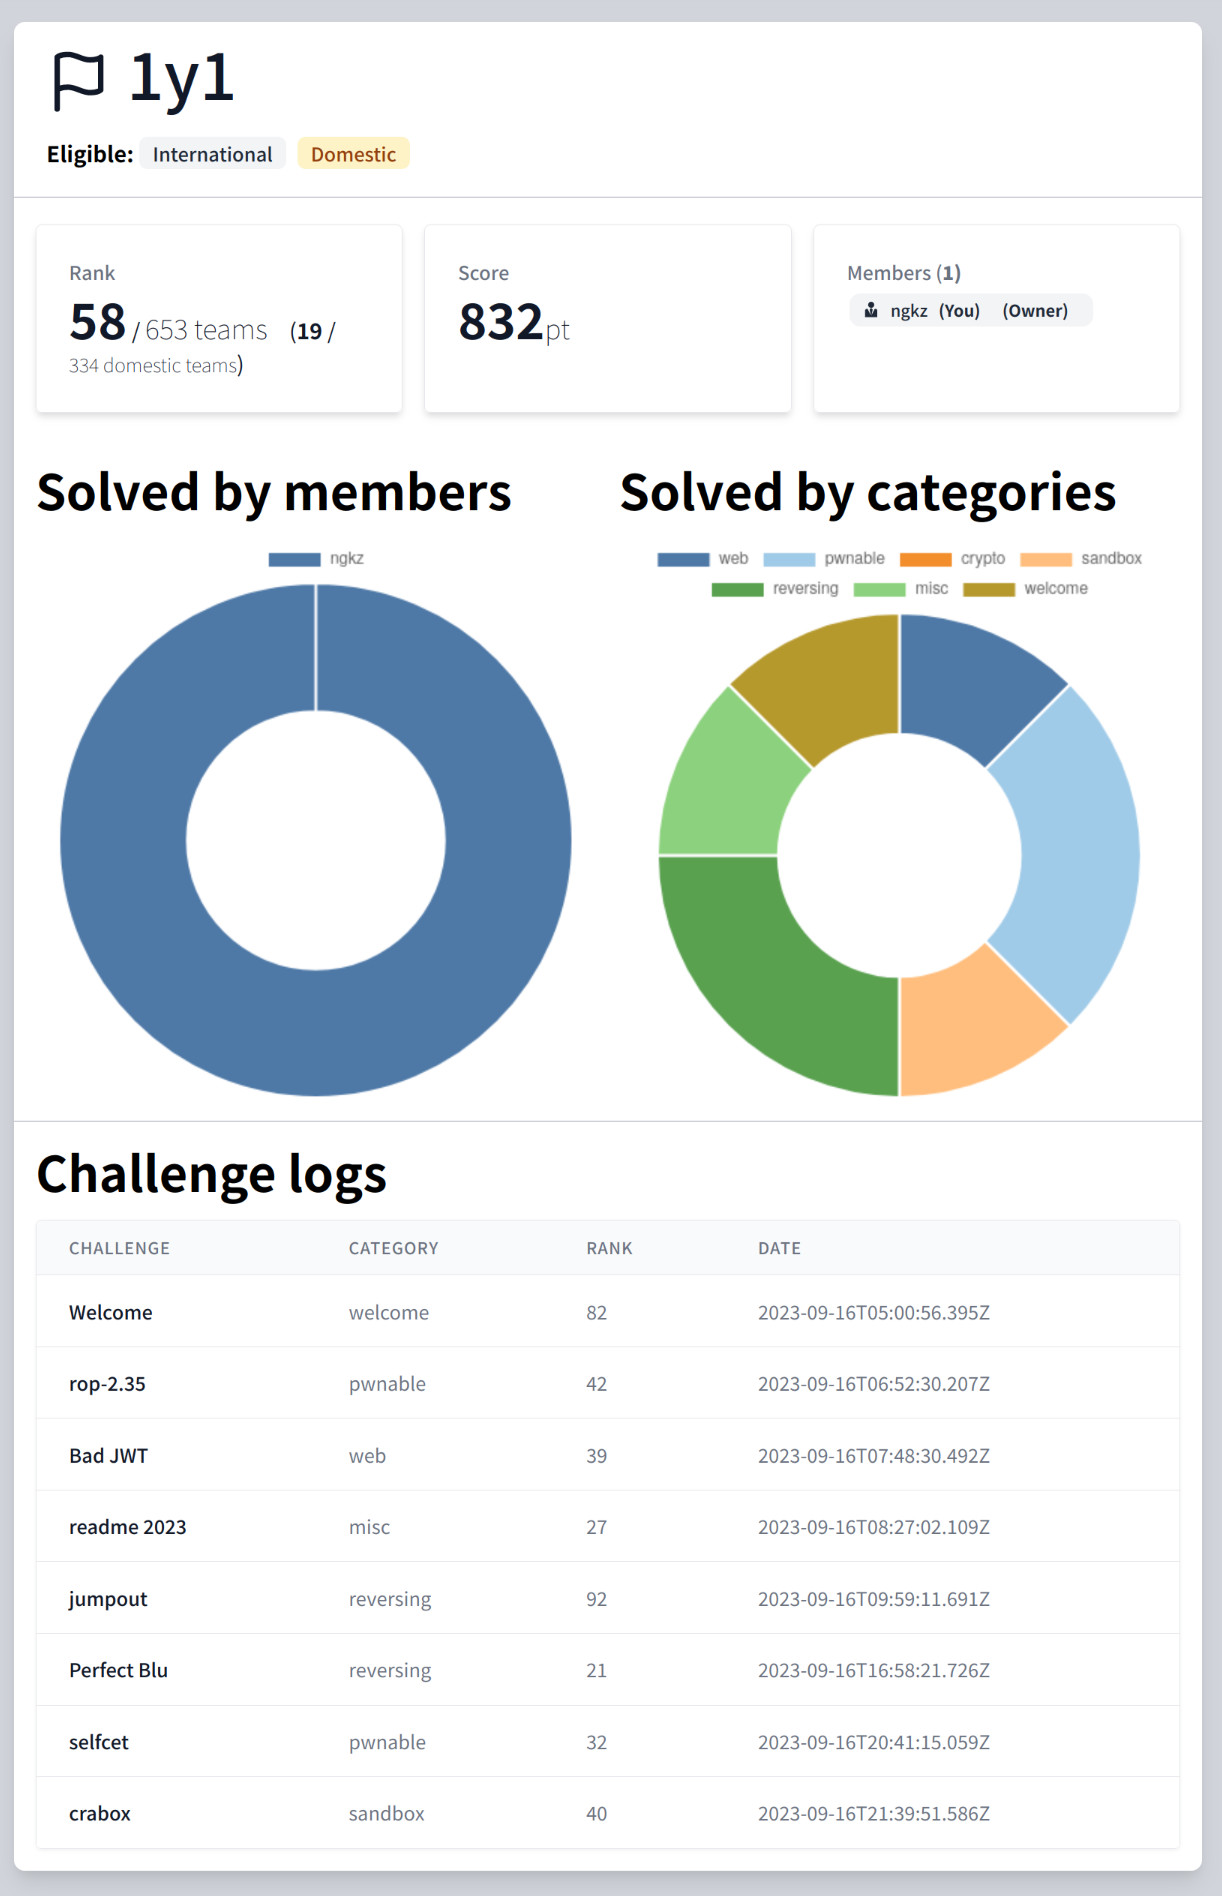 1y1
Eligible: International Domestic
Rank
58 / 653 teams (19 /
334 domestic teams)
Score
832pt
Members (1)
ngkz (You) (Owner)
Solved by members
ngkz
Solved by categories
web pwnable crypto sandbox
reversing misc welcome
Challenge logs
CHALLENGE CATEGORY RANK DATE
Welcome welcome 82 2023-09-16T05:00:56.395Z
rop-2.35 pwnable 42 2023-09-16T06:52:30.207Z
Bad JWT web 39 2023-09-16T07:48:30.492Z
readme 2023 misc 27 2023-09-16T08:27:02.109Z
jumpout reversing 92 2023-09-16T09:59:11.691Z
Perfect Blu reversing 21 2023-09-16T16:58:21.726Z
selfcet pwnable 32 2023-09-16T20:41:15.059Z
crabox sandbox 40 2023-09-16T21:39:51.586Z